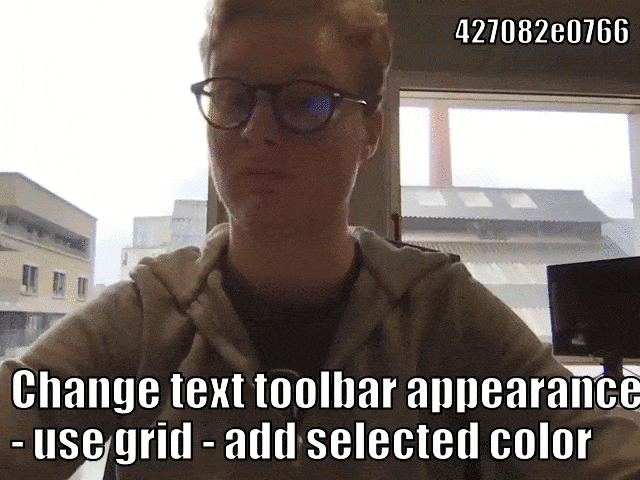 427082e0766
Change text toolbar appearance
- use grid - add selected color